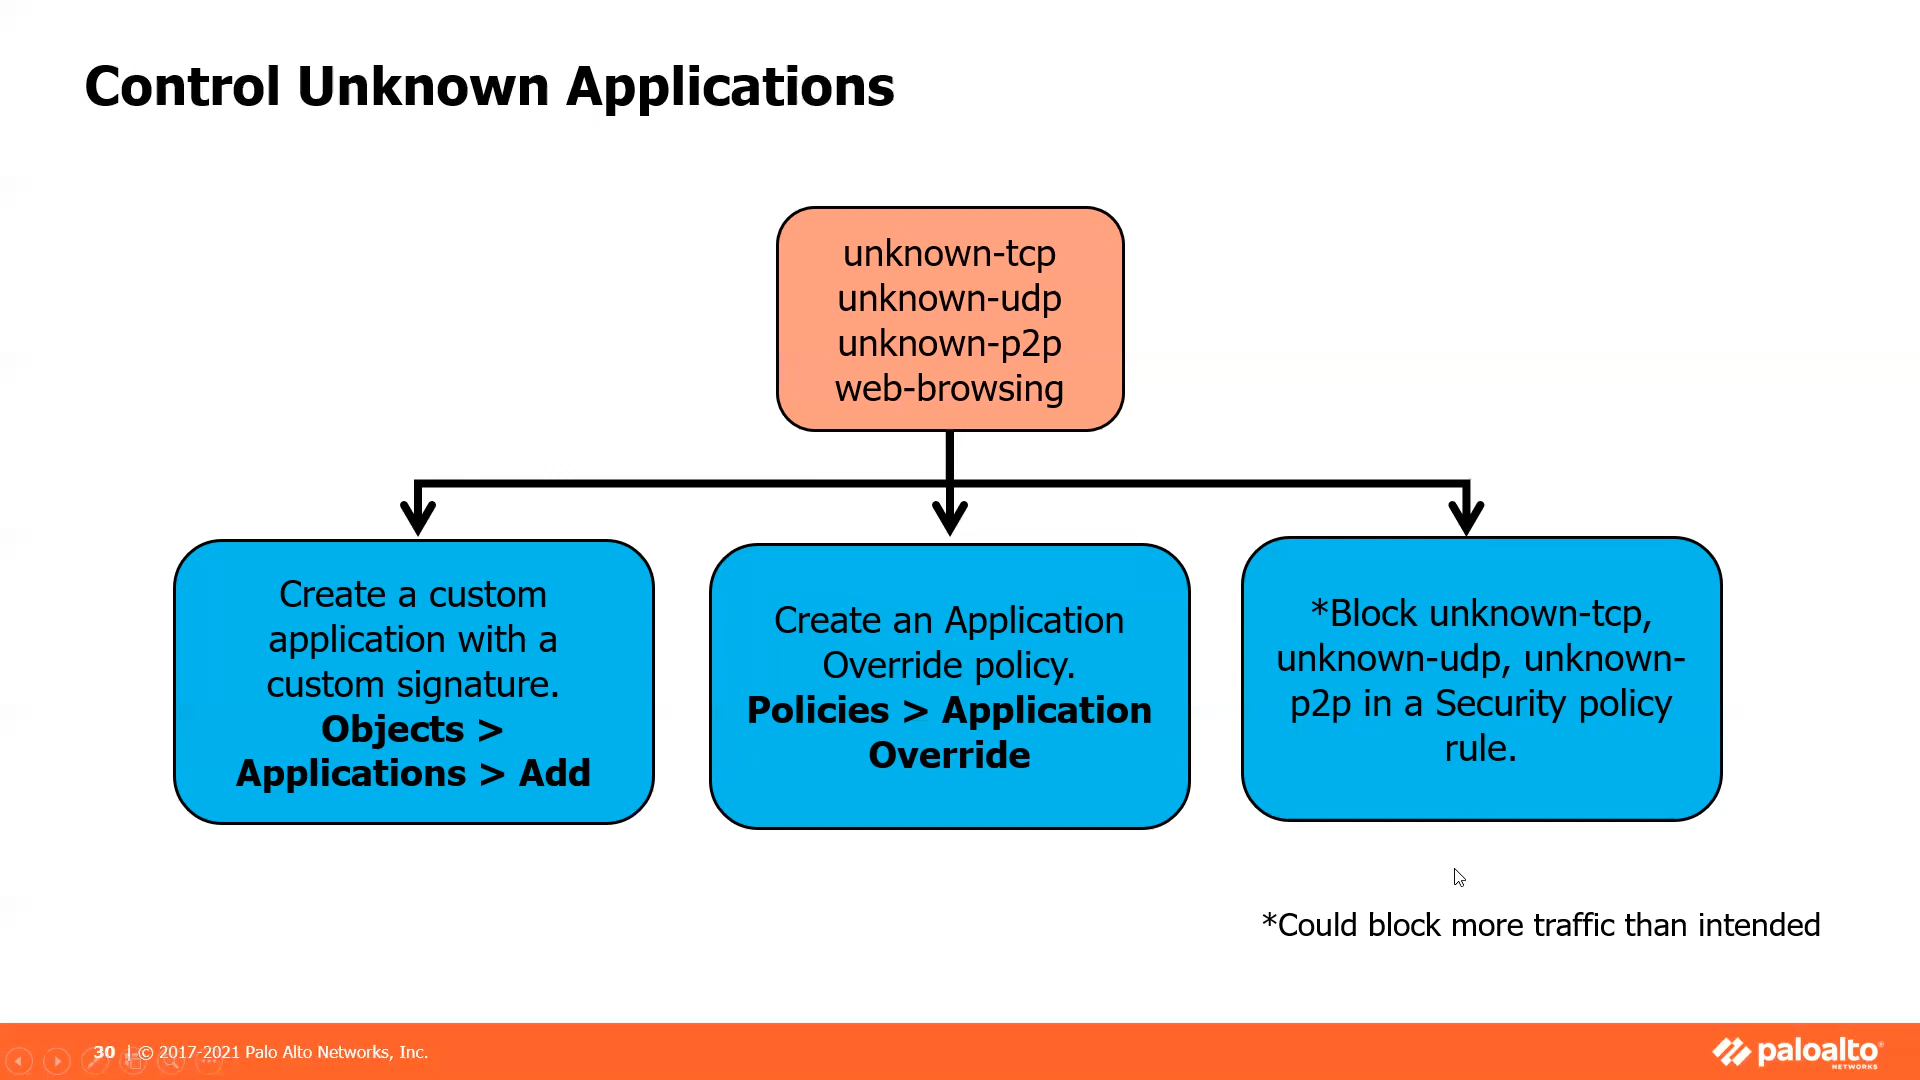 Control Unknown Applications
unknown-tcp
unknown-udp
unknown-p2p
web-browsing
Create a custom
application with a
custom signature.
Objects >
Applications > Add
Create an Application
Override policy.
Policies > Application
Override
*Block unknown-tcp,
unknown-udp, unknown-
p2p in a Security policy
rule.
*Could block more traffic than intended
30 | © 2017-2021 Palo Alto Networks, Inc.
paloalto®
NETWORKS